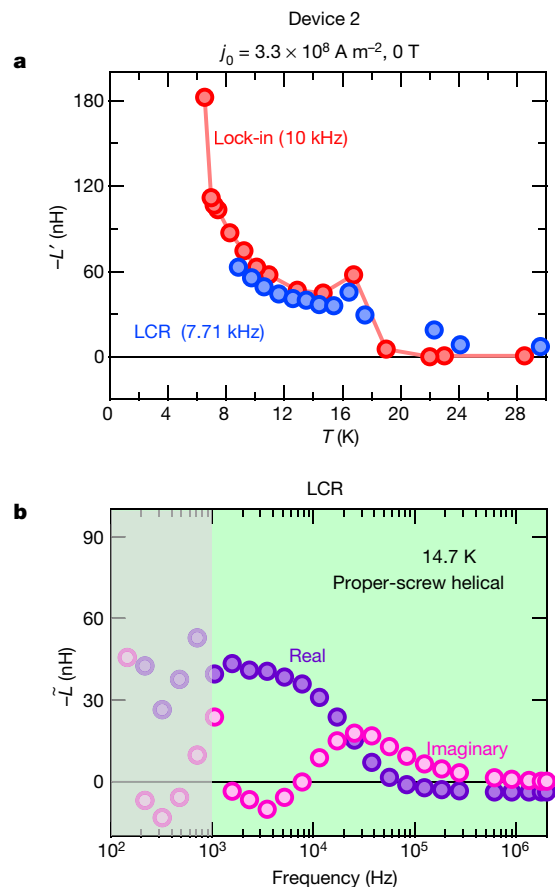 Device 2
j₀ = 3.3 × 10⁸ A m⁻², 0 T
a
180
120
60
0
−L′ (nH)
Lock-in (10 kHz)
LCR (7.71 kHz)
0 4 8 12 16 20 24 28
T (K)
LCR
b
90
60
30
0
−L̃ (nH)
14.7 K
Proper-screw helical
Real
Imaginary
10² 10³ 10⁴ 10⁵ 10⁶
Frequency (Hz)